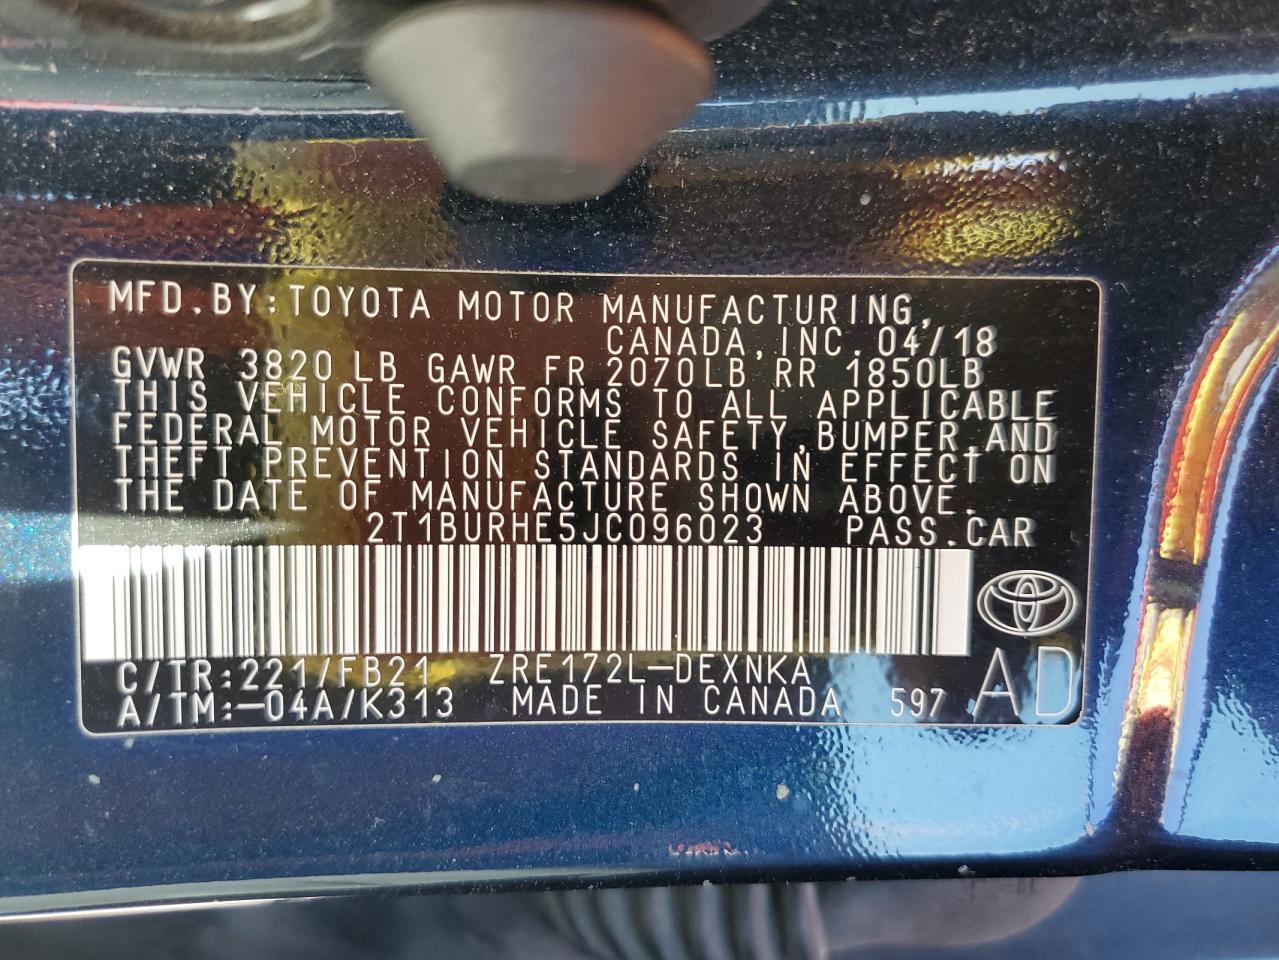 MFD.BY:TOYOTA MOTOR MANUFACTURING,
CANADA, INC. 04/18
GVWR 3820 LB GAWR FR 2070LB RR 1850LB
THIS VEHICLE CONFORMS TO ALL APPLICABLE
FEDERAL MOTOR VEHICLE SAFETY, BUMPER, AND
THEFT PREVENTION STANDARDS IN EFFECT ON
THE DATE OF MANUFACTURE SHOWN ABOVE.
2T1BURHE5JC096023 PASS.CAR
C/TR:221/FB21 ZRE172L-DEXNKA
A/TM:-04A/K313 MADE IN CANADA 597 AD